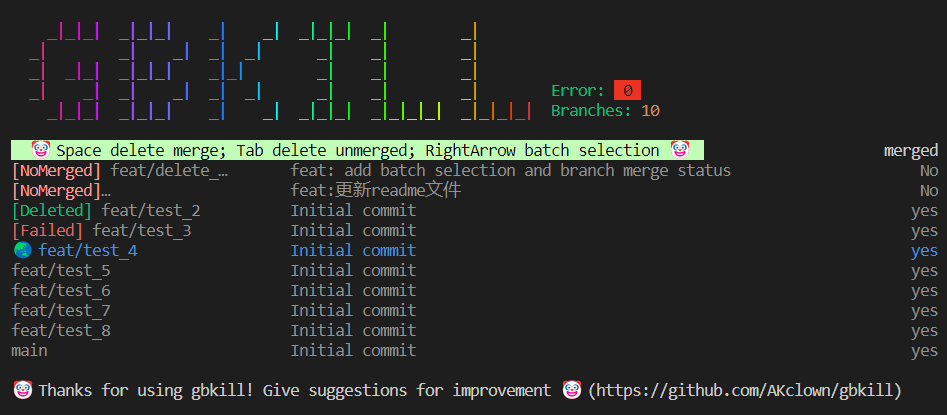 GBKILL
Error: 0
Branches: 10
🤡 Space delete merge; Tab delete unmerged; RightArrow batch selection 🤡 merged
[NoMerged] feat/delete_… feat: add batch selection and branch merge status No
[NoMerged]… feat:更新readme文件 No
[Deleted] feat/test_2 Initial commit yes
[Failed] feat/test_3 Initial commit yes
🌏 feat/test_4 Initial commit yes
feat/test_5 Initial commit yes
feat/test_6 Initial commit yes
feat/test_7 Initial commit yes
feat/test_8 Initial commit yes
main Initial commit yes
🤡 Thanks for using gbkill! Give suggestions for improvement 🤡 (https://github.com/AKclown/gbkill)